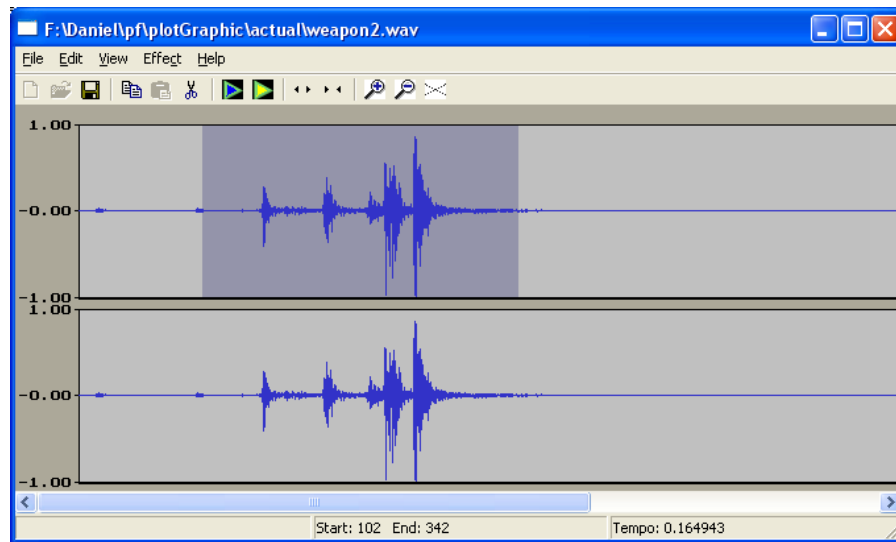 F:\Daniel\pf\plotGraphic\actual\weapon2.wav
File Edit View Effect Help
1.00
-0.00
-1.00
1.00
-0.00
-1.00
Start: 102 End: 342 Tempo: 0.164943